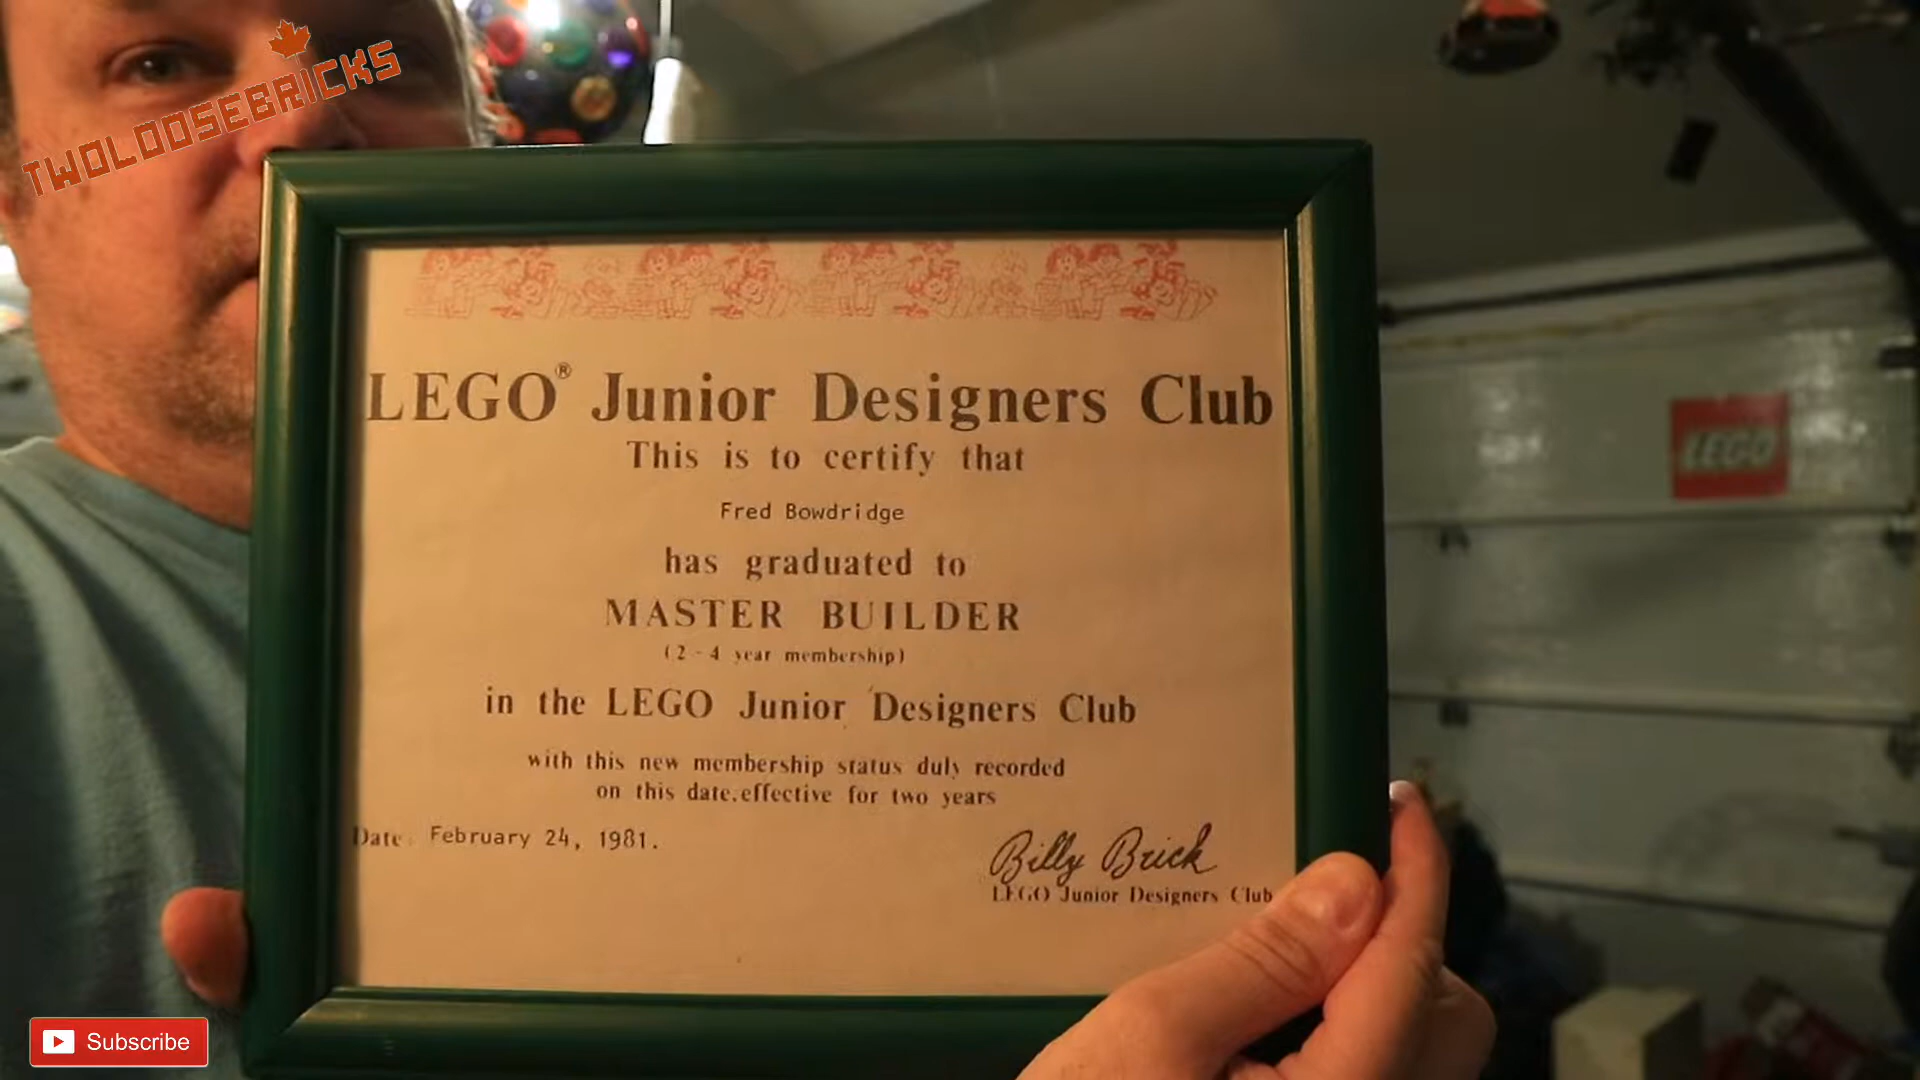 TWOLOOSEBRICKS
LEGO® Junior Designers Club
This is to certify that
Fred Bowdridge
has graduated to
MASTER BUILDER
(2 - 4 year membership)
in the LEGO Junior Designers Club
with this new membership status duly recorded
on this date.effective for two years
Date: February 24, 1981.
Billy Brick
LEGO Junior Designers Club
LEGO
Subscribe